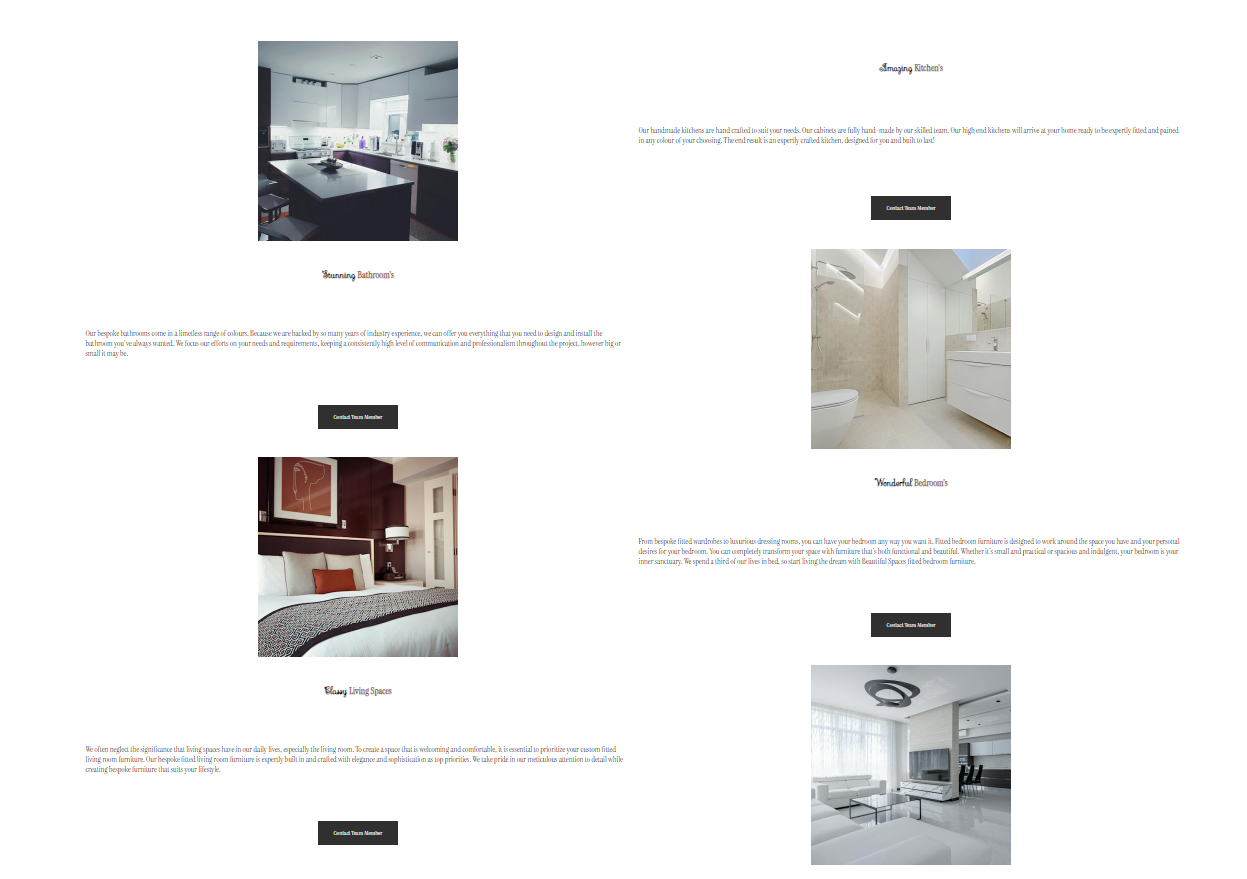 Amazing Kitchen's
Our handmade kitchens are hand crafted to suit your needs. Our cabinets are fully hand-made by our skilled team. Our high end kitchens will arrive at your home ready to be expertly fitted and pained
in any colour of your choosing. The end result is an expertly crafted kitchen, designed for you and built to last!
Contact Team Member
Stunning Bathroom's
Our bespoke bathrooms come in a limetless range of colours. Because we are backed by so many years of industry experience, we can offer you everything that you need to design and install the
bathroom you've always wanted. We focus our efforts on your needs and requirements, keeping a consistently high level of communication and professionalism throughout the project, however big or
small it may be.
Contact Team Member
Wonderful Bedroom's
From bespoke fitted wardrobes to luxurious dressing rooms, you can have your bedroom any way you want it. Fitted bedroom furniture is designed to work around the space you have and your personal
desires for your bedroom. You can completely transform your space with furniture that's both functional and beautiful. Whether it's small and practical or spacious and indulgent, your bedroom is your
inner sanctuary. We spend a third of our lives in bed, so start living the dream with Beautiful Spaces fitted bedroom furniture.
Contact Team Member
Classy Living Spaces
We often neglect the significance that living spaces have in our daily lives, especially the living room. To create a space that is welcoming and comfortable, it is essential to prioritize your custom fitted
living room furniture. Our bespoke fitted living room furniture is expertly built in and crafted with elegance and sophistication as top priorities. We take pride in our meticulous attention to detail while
creating bespoke furniture that suits your lifestyle.
Contact Team Member